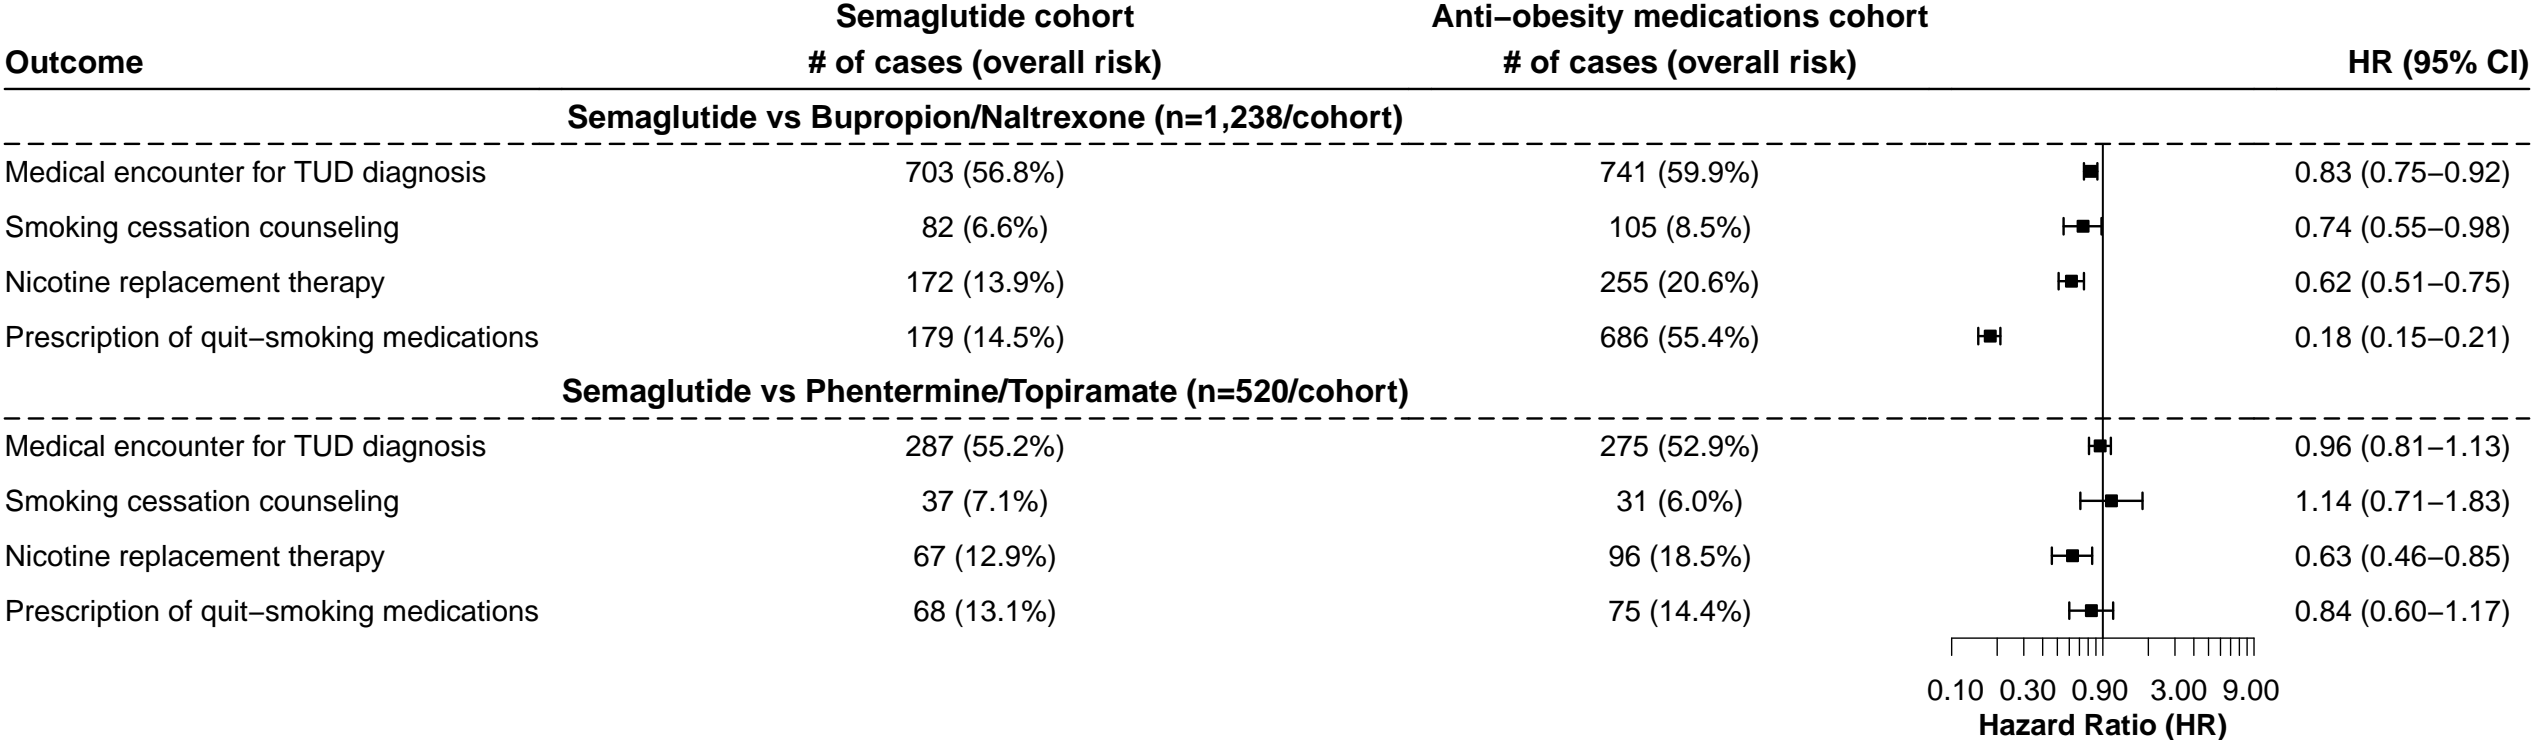 Semaglutide cohort Anti−obesity medications cohort
Outcome # of cases (overall risk) # of cases (overall risk) HR (95% CI)
Semaglutide vs Bupropion/Naltrexone (n=1,238/cohort)
Medical encounter for TUD diagnosis 703 (56.8%) 741 (59.9%) 0.83 (0.75−0.92)
Smoking cessation counseling 82 (6.6%) 105 (8.5%) 0.74 (0.55−0.98)
Nicotine replacement therapy 172 (13.9%) 255 (20.6%) 0.62 (0.51−0.75)
Prescription of quit−smoking medications 179 (14.5%) 686 (55.4%) 0.18 (0.15−0.21)
Semaglutide vs Phentermine/Topiramate (n=520/cohort)
Medical encounter for TUD diagnosis 287 (55.2%) 275 (52.9%) 0.96 (0.81−1.13)
Smoking cessation counseling 37 (7.1%) 31 (6.0%) 1.14 (0.71−1.83)
Nicotine replacement therapy 67 (12.9%) 96 (18.5%) 0.63 (0.46−0.85)
Prescription of quit−smoking medications 68 (13.1%) 75 (14.4%) 0.84 (0.60−1.17)
0.10 0.30 0.90 3.00 9.00
Hazard Ratio (HR)